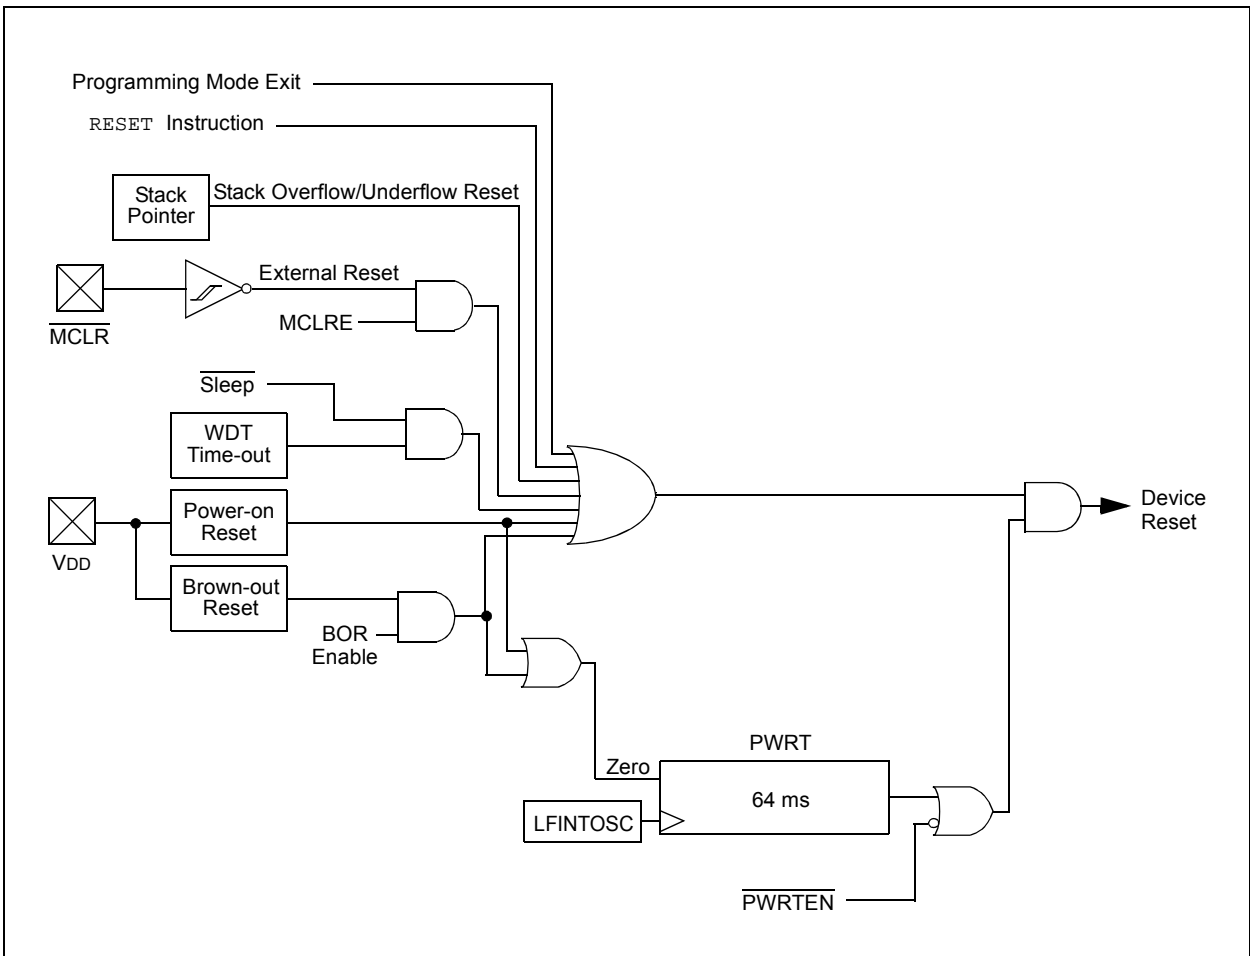 Programming Mode Exit
RESET Instruction
Stack
Pointer
Stack Overflow/Underflow Reset
External Reset
MCLR
MCLRE
Sleep
WDT
Time-out
VDD
Power-on
Reset
Brown-out
Reset
BOR
Enable
Device
Reset
PWRT
Zero
64 ms
LFINTOSC
PWRTEN